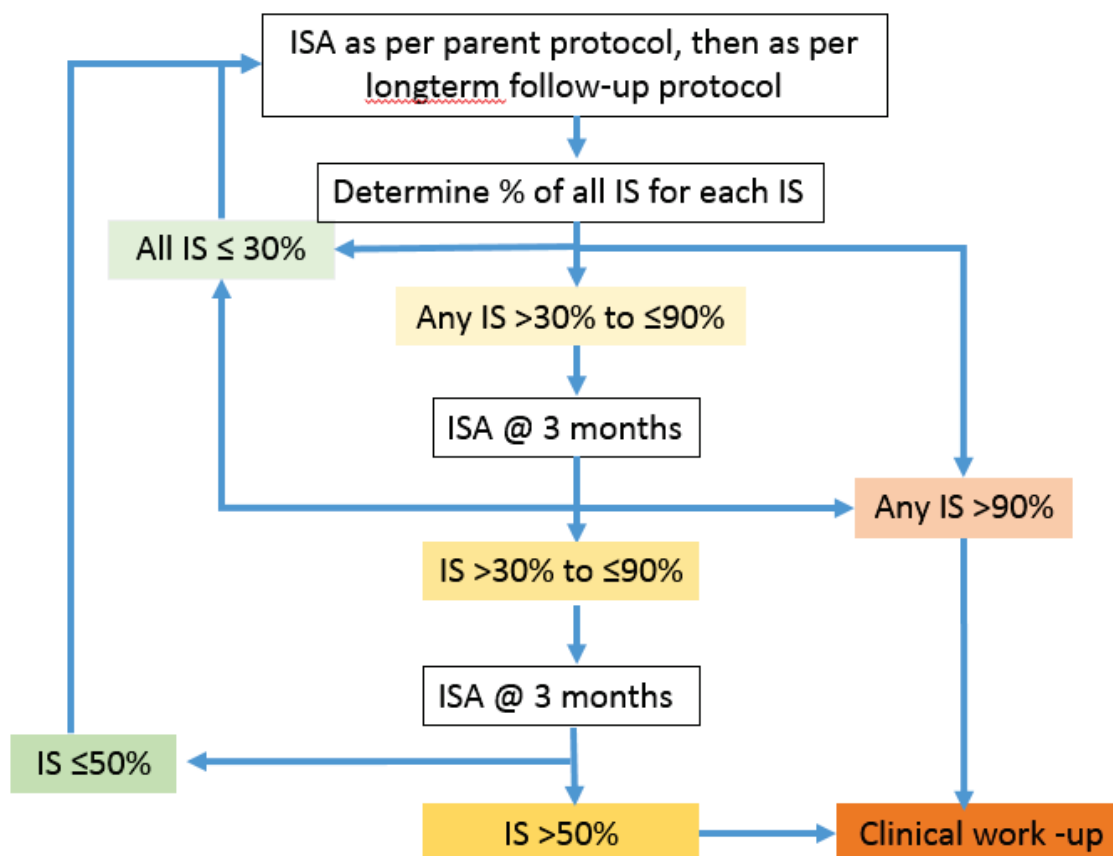 ISA as per parent protocol, then as per
longterm follow-up protocol
Determine % of all IS for each IS
All IS ≤ 30%
Any IS >30% to ≤90%
ISA @ 3 months
Any IS >90%
IS >30% to ≤90%
ISA @ 3 months
IS ≤50%
IS >50%
Clinical work -up